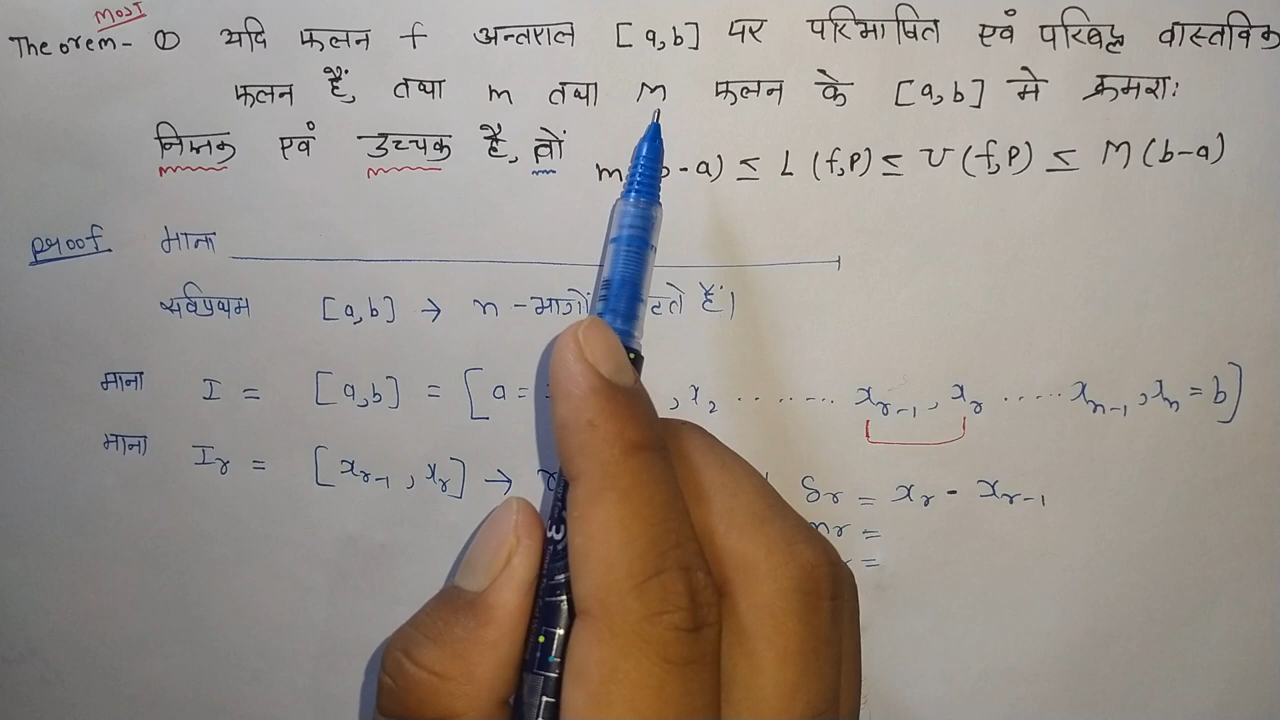 Most
Theorem- ① यदि फलन f अन्तराल [a,b] पर परिभाषित एवं परिबद्ध वास्तविक
फलन हैं, तथा m तथा M फलन के [a,b] मे क्रमशः
निम्नक एवं उच्चक है, तों m -a) ≤ L (f,P) ≤ U (f,P) ≤ M (b-a)
Proof माना
सर्वप्रथम [a,b] → n -भागों टते हैं।
माना I = [a,b] = [a= , x₂ ........ xᵣ₋₁, xᵣ ..... xₙ₋₁, xₙ = b]
माना Iᵣ = [xᵣ₋₁, xᵣ] → δᵣ = xᵣ - xᵣ₋₁
mᵣ =
=